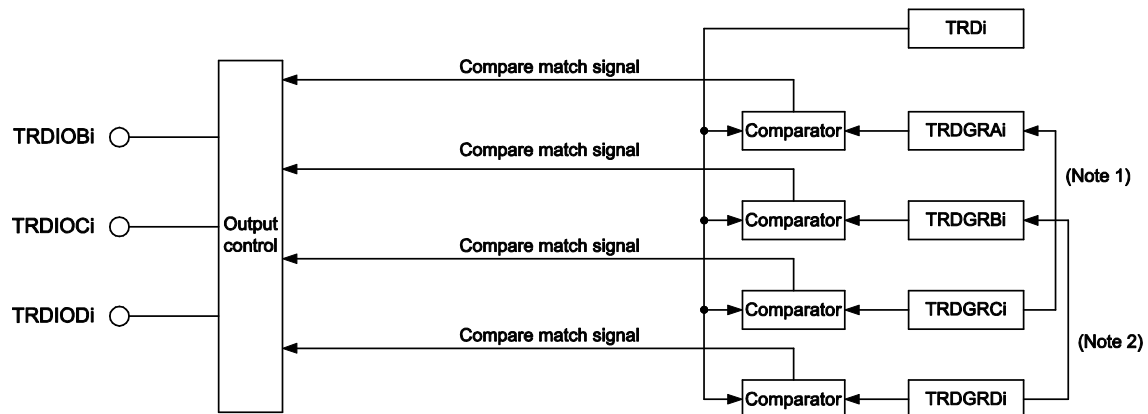 TRDi
Compare match signal
TRDIOBi
Comparator
TRDGRAi
Compare match signal
(Note 1)
TRDIOCi
Output
control
Comparator
TRDGRBi
Compare match signal
TRDIODi
Comparator
TRDGRCi
Compare match signal
(Note 2)
Comparator
TRDGRDi